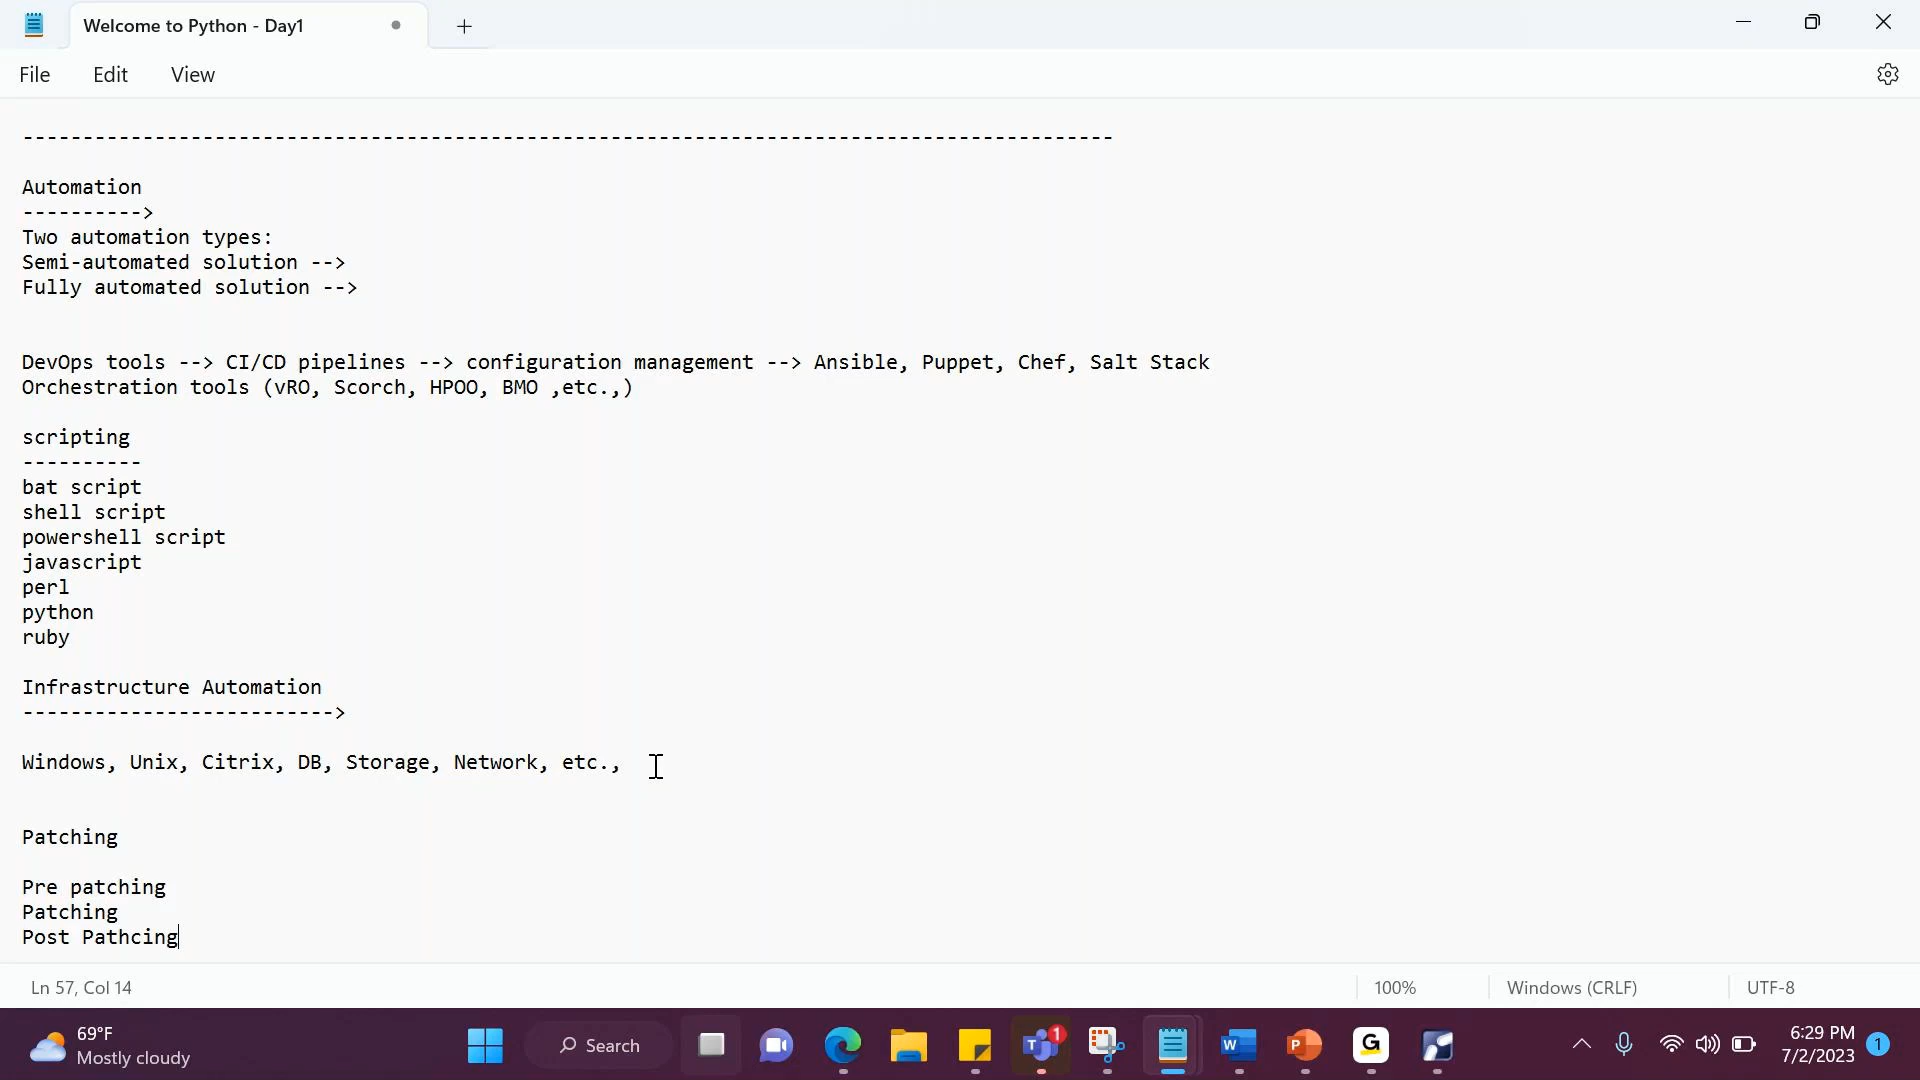 Welcome to Python - Day1
File Edit View
------------------------------------------------------------------------------------------
Automation
---------->
Two automation types:
Semi-automated solution -->
Fully automated solution -->
DevOps tools --> CI/CD pipelines --> configuration management --> Ansible, Puppet, Chef, Salt Stack
Orchestration tools (vRO, Scorch, HPOO, BMO ,etc.,)
scripting
----------
bat script
shell script
powershell script
javascript
perl
python
ruby
Infrastructure Automation
-------------------------->
Windows, Unix, Citrix, DB, Storage, Network, etc.,
Patching
Pre patching
Patching
Post Pathcing
Ln 57, Col 14 100% Windows (CRLF) UTF-8
69°F
Mostly cloudy
Search
1
6:29 PM
7/2/2023
1